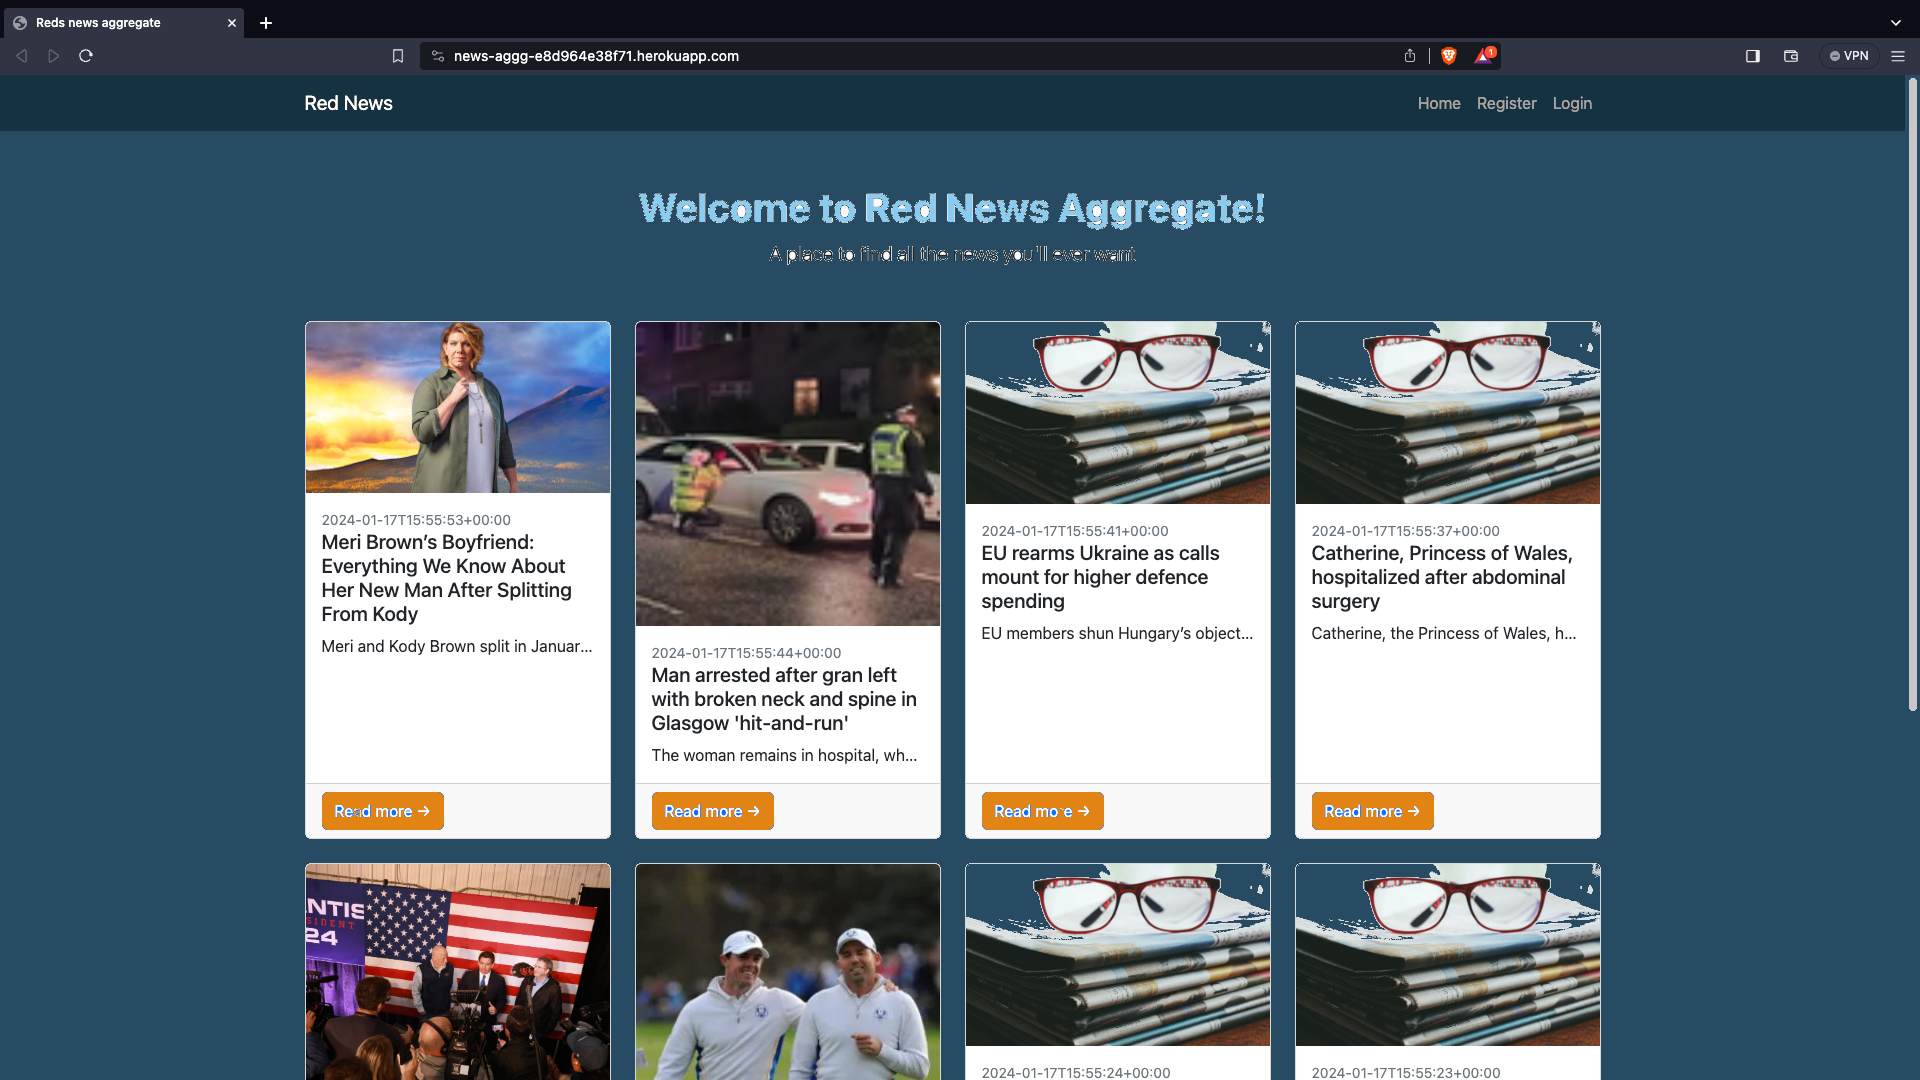 Reds news aggregate
news-aggg-e8d964e38f71.herokuapp.com
1
VPN
Red News
Home Register Login
Welcome to Red News Aggregate!
A place to find all the news you'll ever want
2024-01-17T15:55:53+00:00
Meri Brown’s Boyfriend:
Everything We Know About
Her New Man After Splitting
From Kody
Meri and Kody Brown split in Januar...
Read more →
2024-01-17T15:55:44+00:00
Man arrested after gran left
with broken neck and spine in
Glasgow 'hit-and-run'
The woman remains in hospital, wh...
Read more →
2024-01-17T15:55:41+00:00
EU rearms Ukraine as calls
mount for higher defence
spending
EU members shun Hungary’s object...
Read more →
2024-01-17T15:55:37+00:00
Catherine, Princess of Wales,
hospitalized after abdominal
surgery
Catherine, the Princess of Wales, h...
Read more →
NTIS
SIDENT
24
2024-01-17T15:55:24+00:00
2024-01-17T15:55:23+00:00